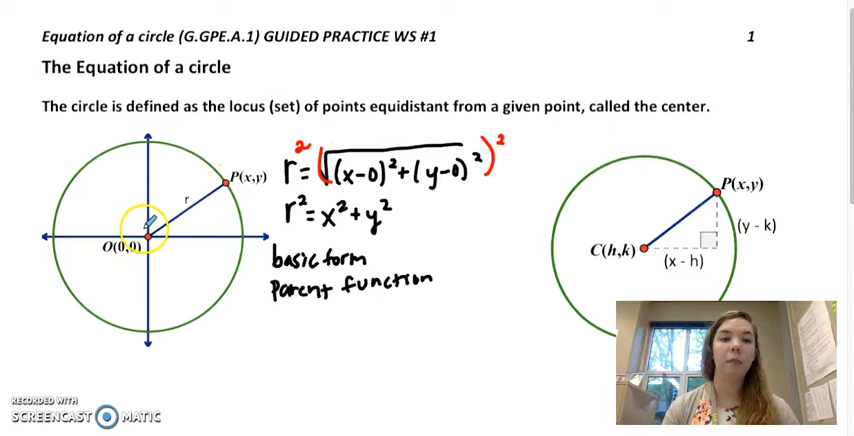 Equation of a circle (G.GPE.A.1) GUIDED PRACTICE WS #1 1
The Equation of a circle
The circle is defined as the locus (set) of points equidistant from a given point, called the center.
P(x,y)
r
O(0,0)
r² = (√(x-0)² + (y-0)²)²
r² = x² + y²
basic form
Parent function
P(x,y)
(y - k)
C(h,k)
(x - h)
RECORDED WITH
SCREENCAST MATIC